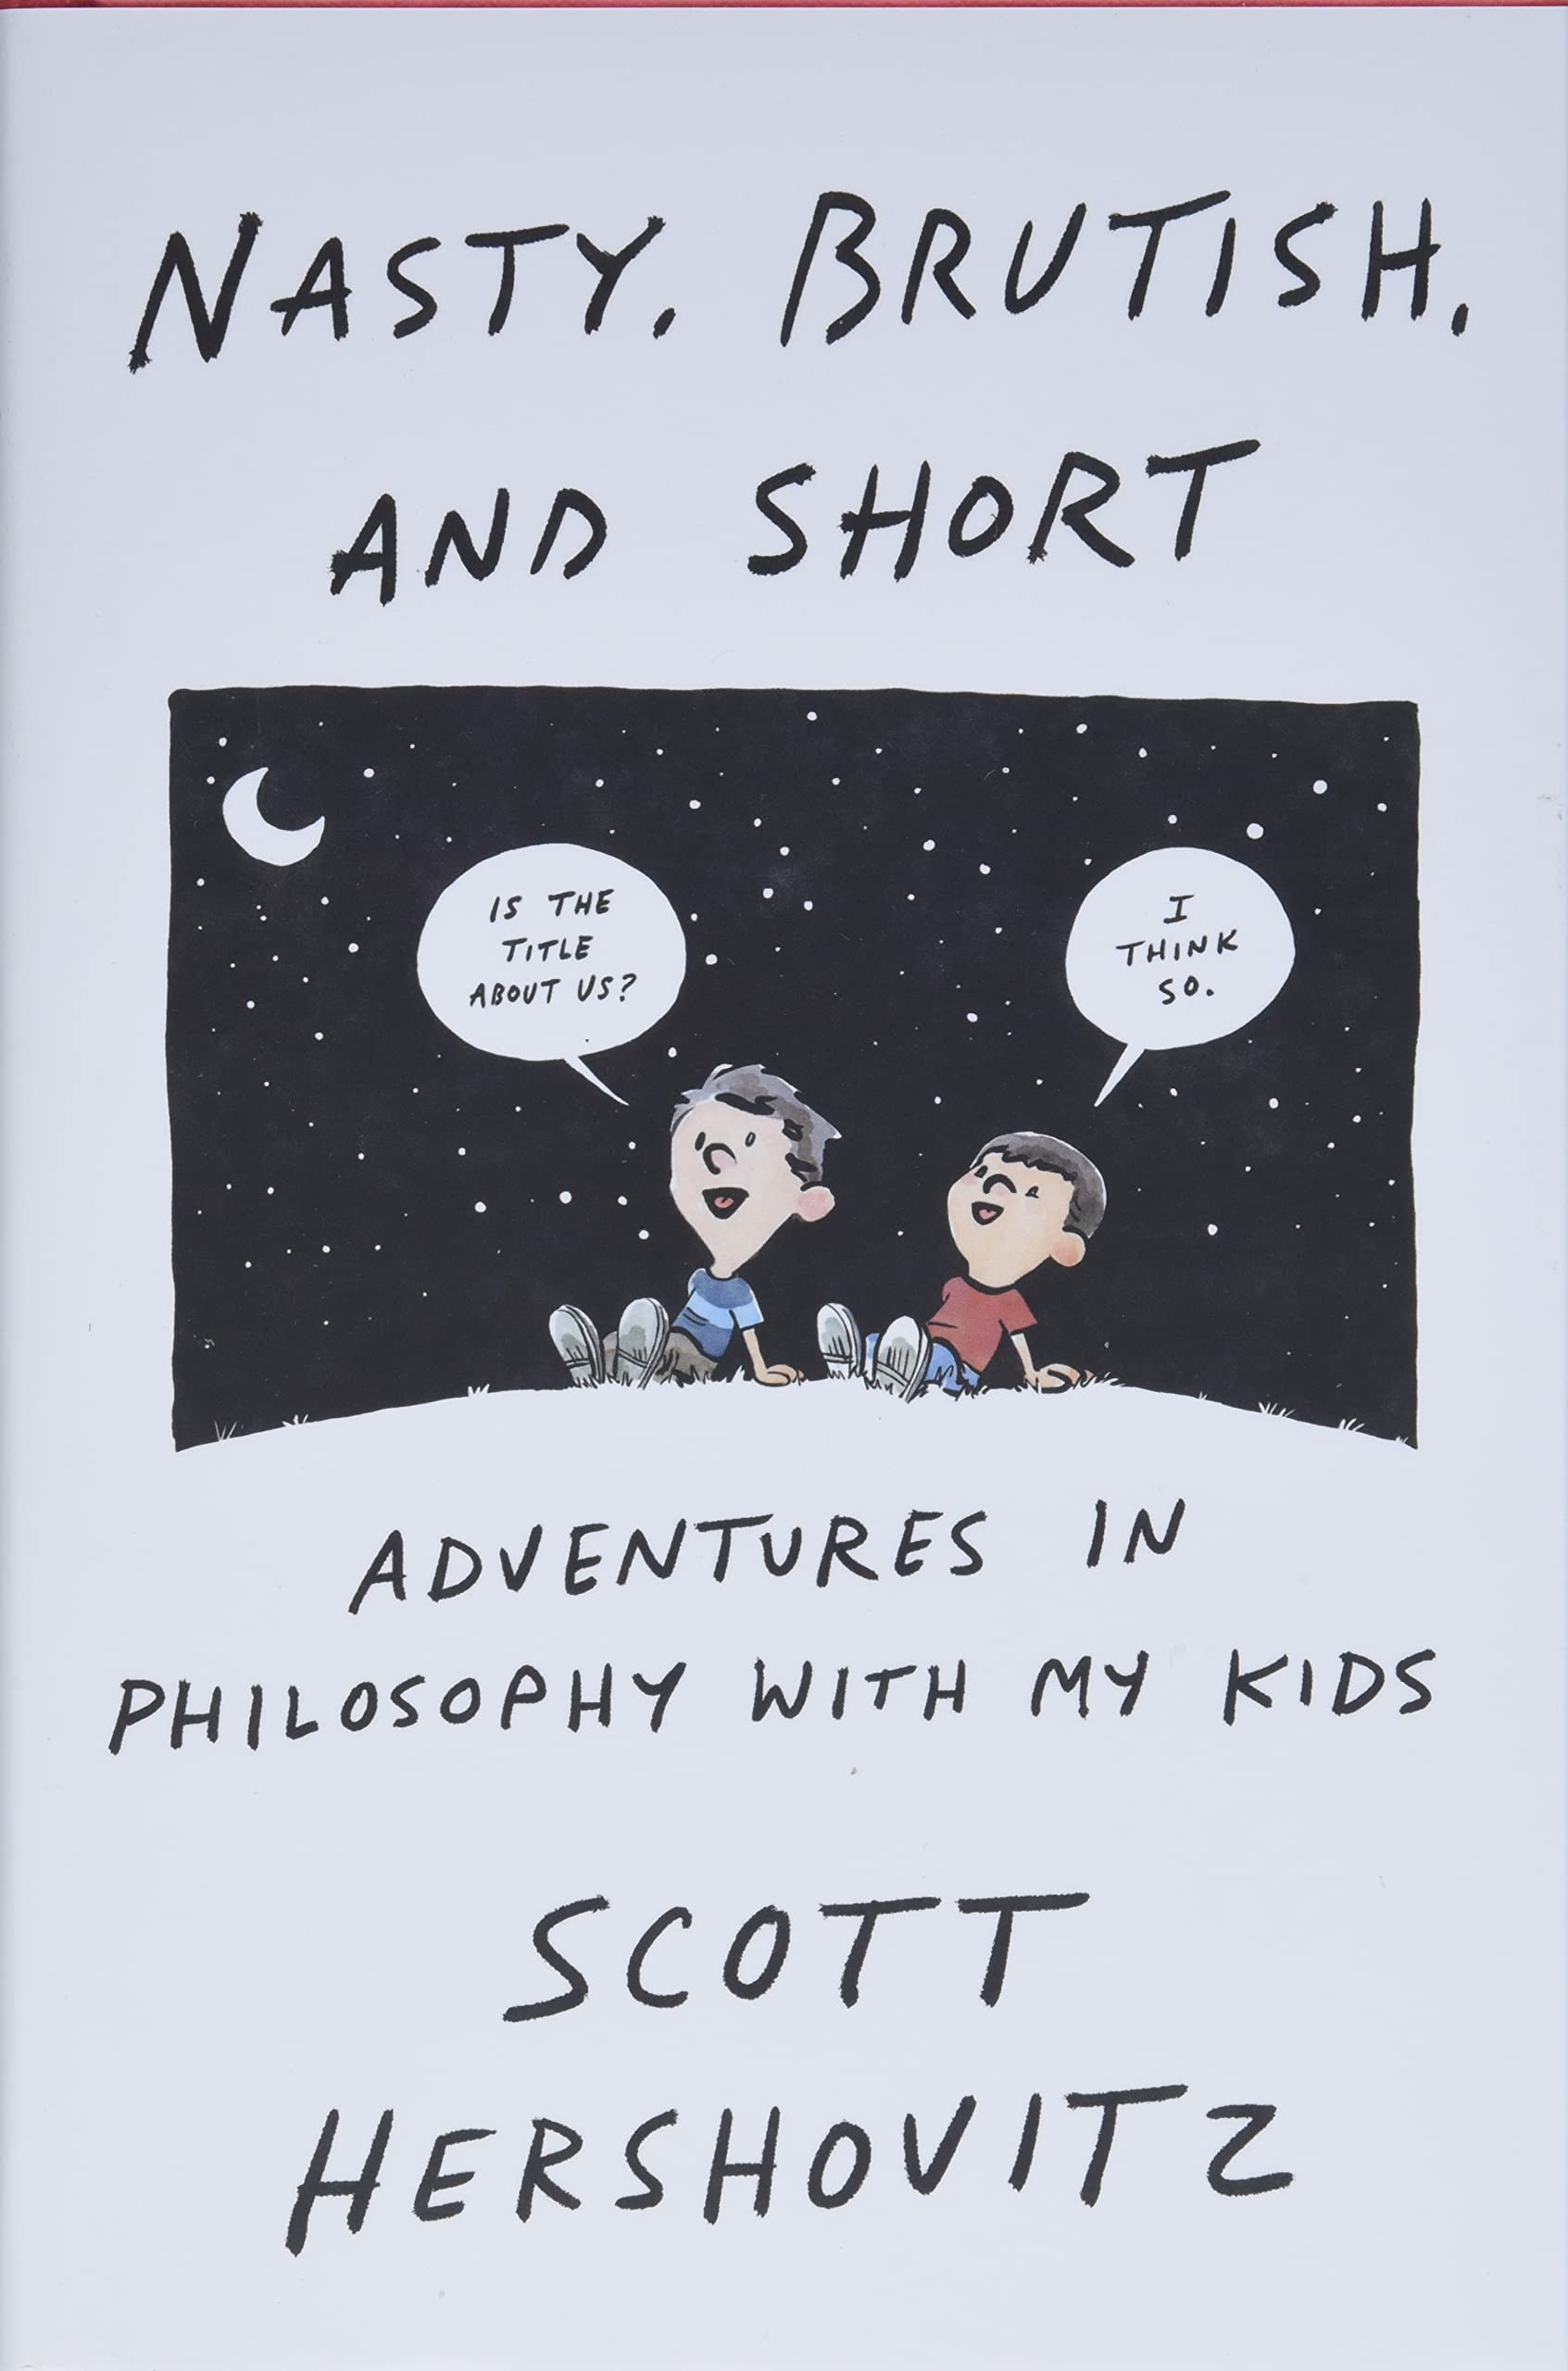 NASTY, BRUTISH,
AND SHORT
IS THE
TITLE
ABOUT US?
I
THINK
SO.
ADVENTURES IN
PHILOSOPHY WITH MY KIDS
SCOTT
HERSHOVITZ